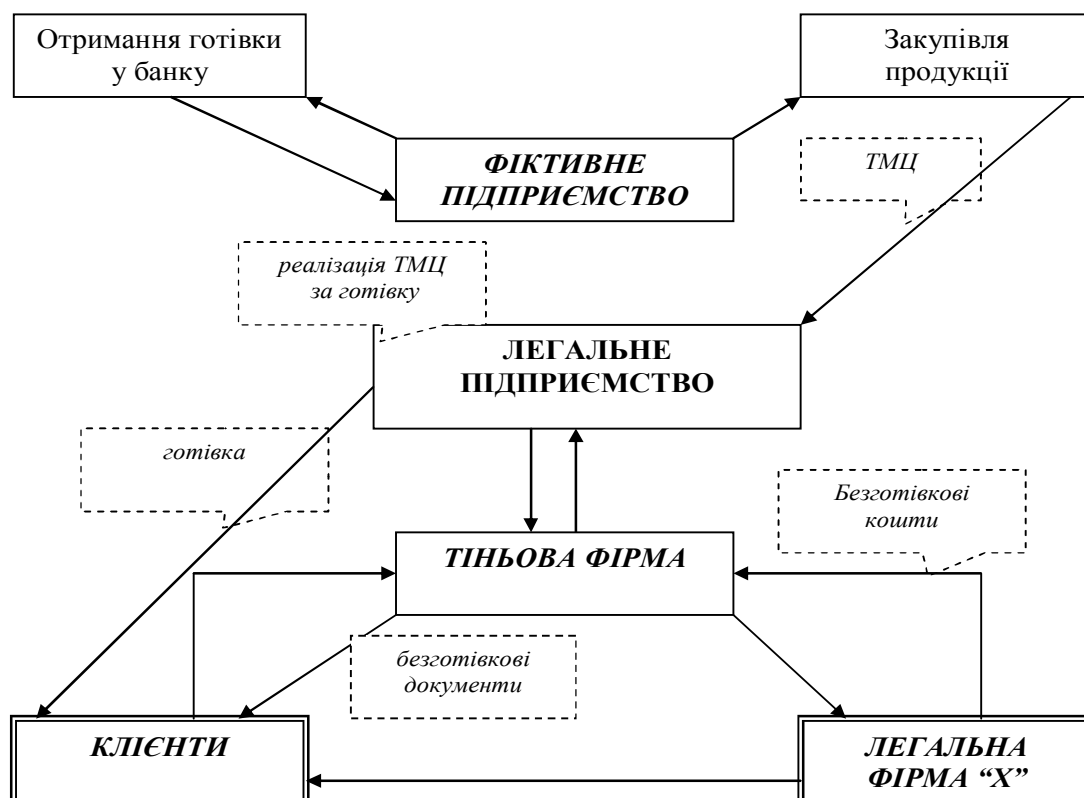 Отримання готівки
у банку
Закупівля
продукції
ФІКТИВНЕ
ПІДПРИЄМСТВО
ТМЦ
реалізація ТМЦ
за готівку
ЛЕГАЛЬНЕ
ПІДПРИЄМСТВО
готівка
Безготівкові
кошти
ТІНЬОВА ФІРМА
безготівкові
документи
КЛІЄНТИ
ЛЕГАЛЬНА
ФІРМА “Х”